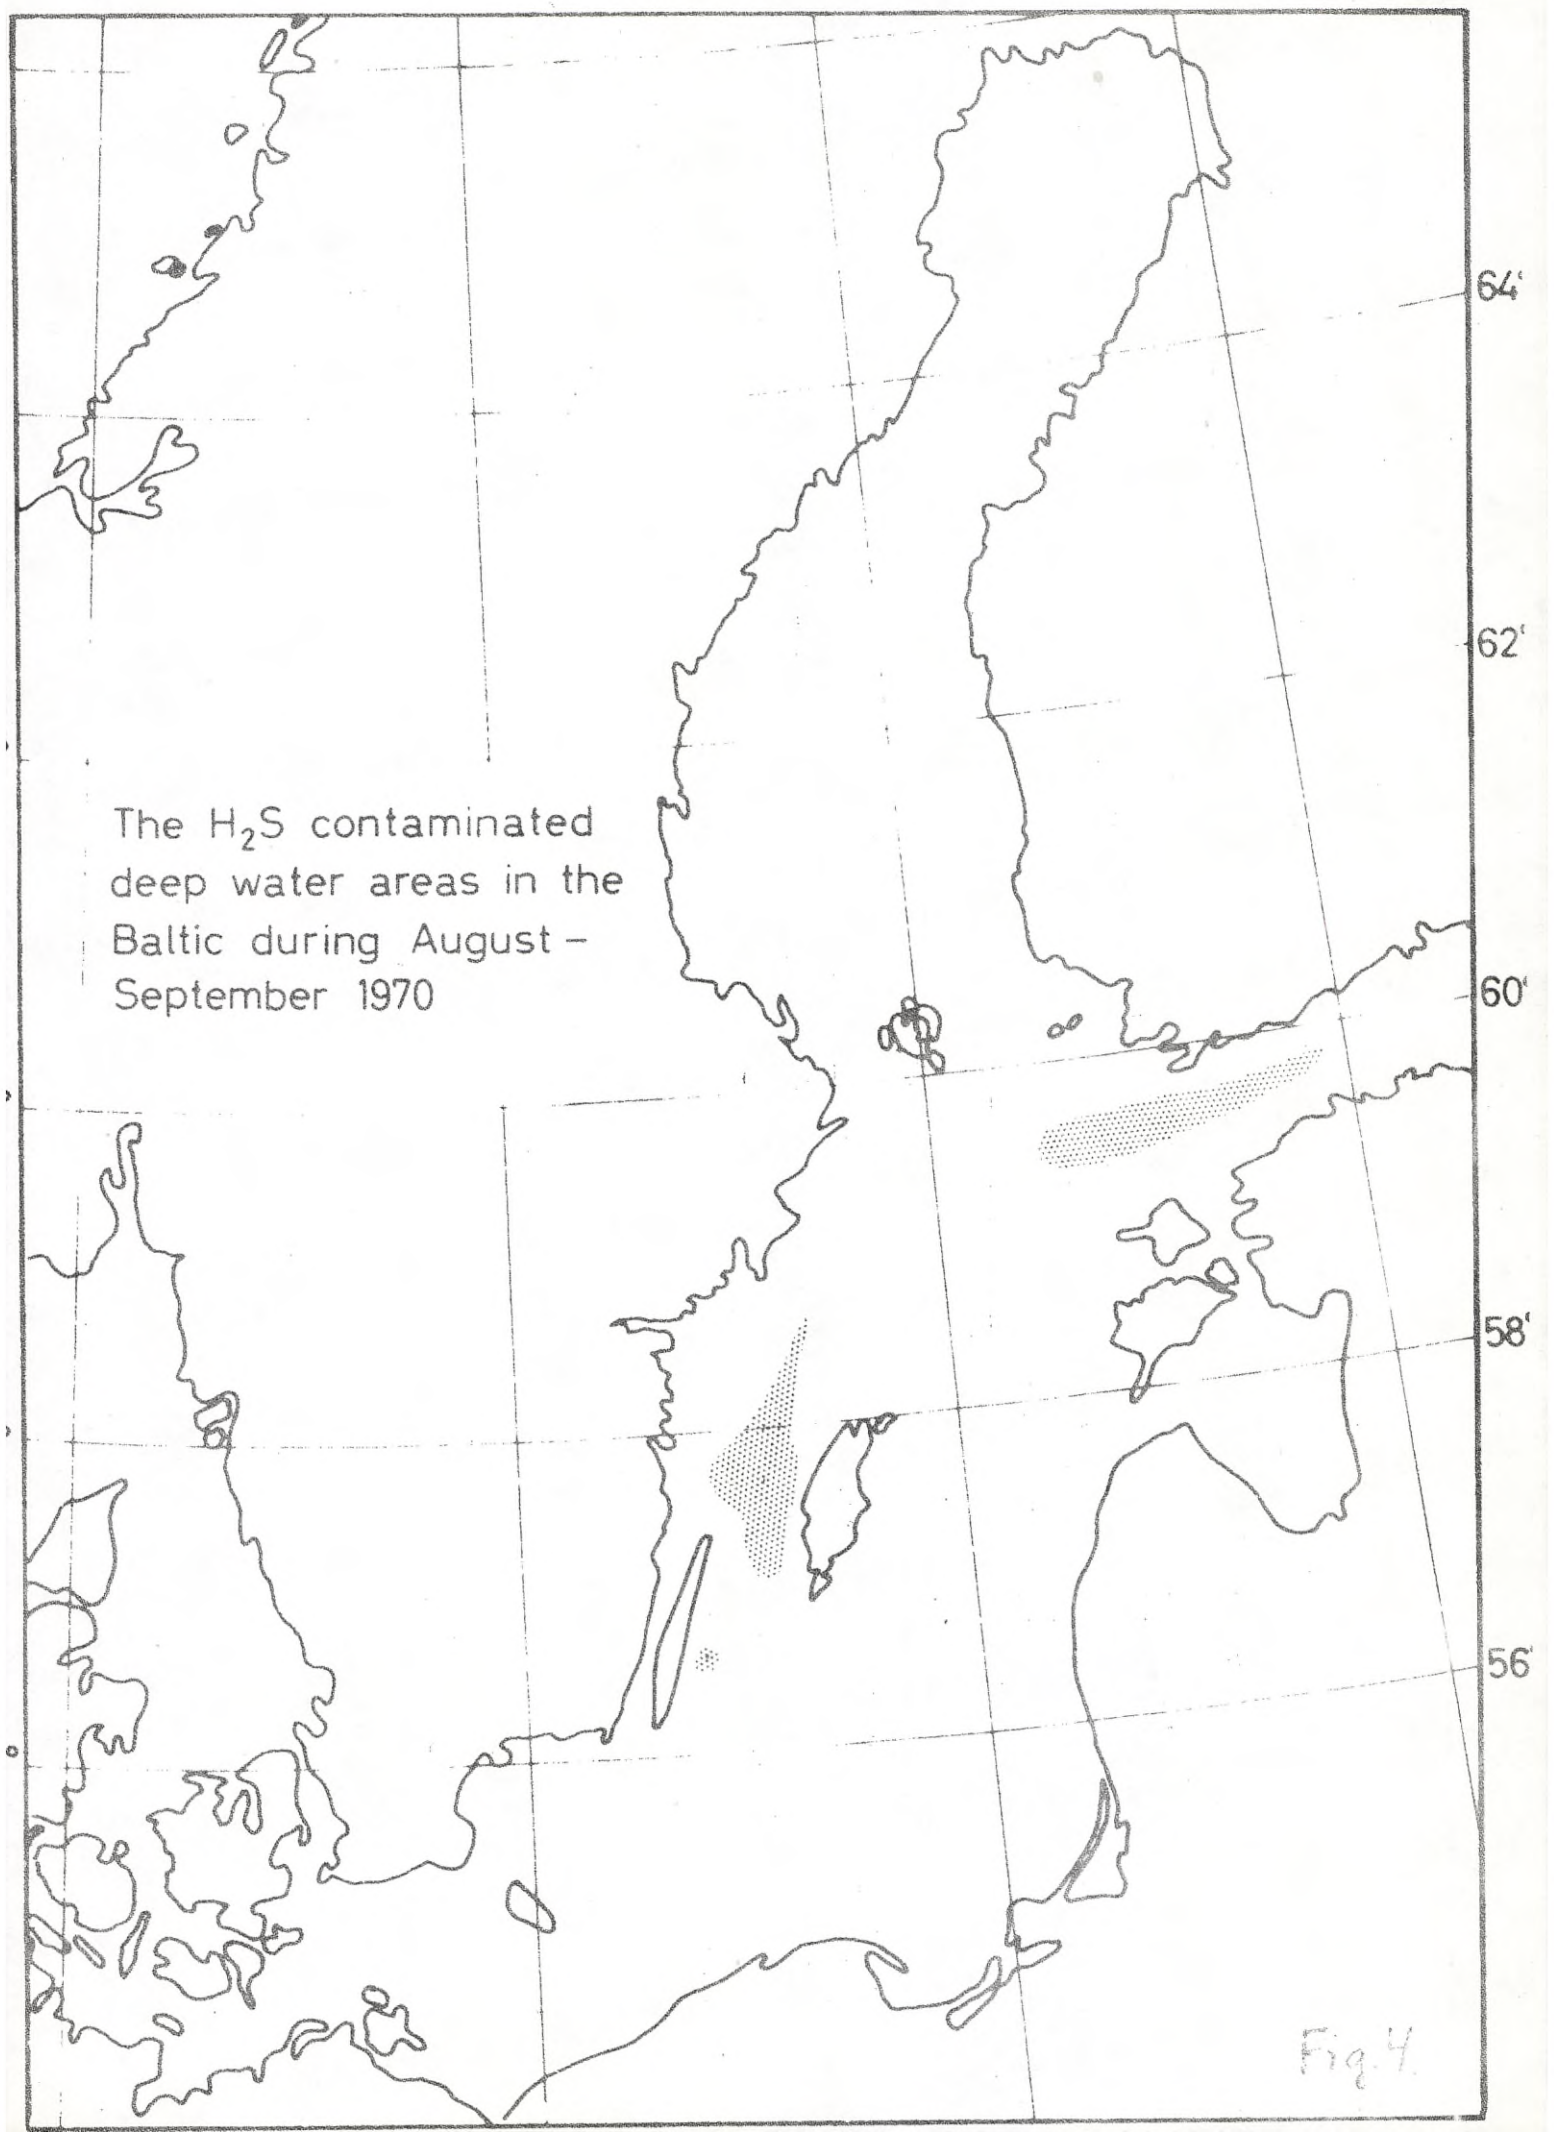 64'
62'
The H₂S contaminated
deep water areas in the
Baltic during August –
September 1970
60'
58'
56'
Fig. 4.